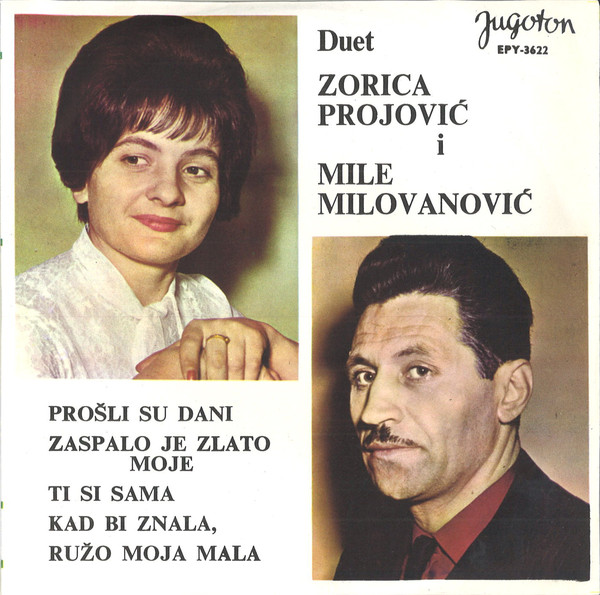 Duet
Jugoton
EPY-3622
ZORICA
PROJOVIĆ
i
MILE
MILOVANOVIĆ
PROŠLI SU DANI
ZASPALO JE ZLATO
MOJE
TI SI SAMA
KAD BI ZNALA,
RUŽO MOJA MALA